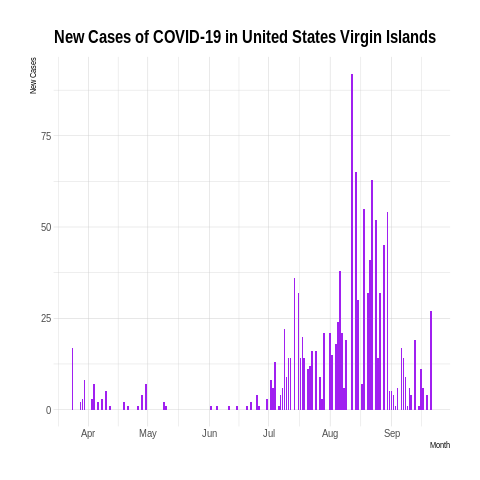 New Cases of COVID-19 in United States Virgin Islands
New Cases
75
50
25
0
Apr May Jun Jul Aug Sep
Month